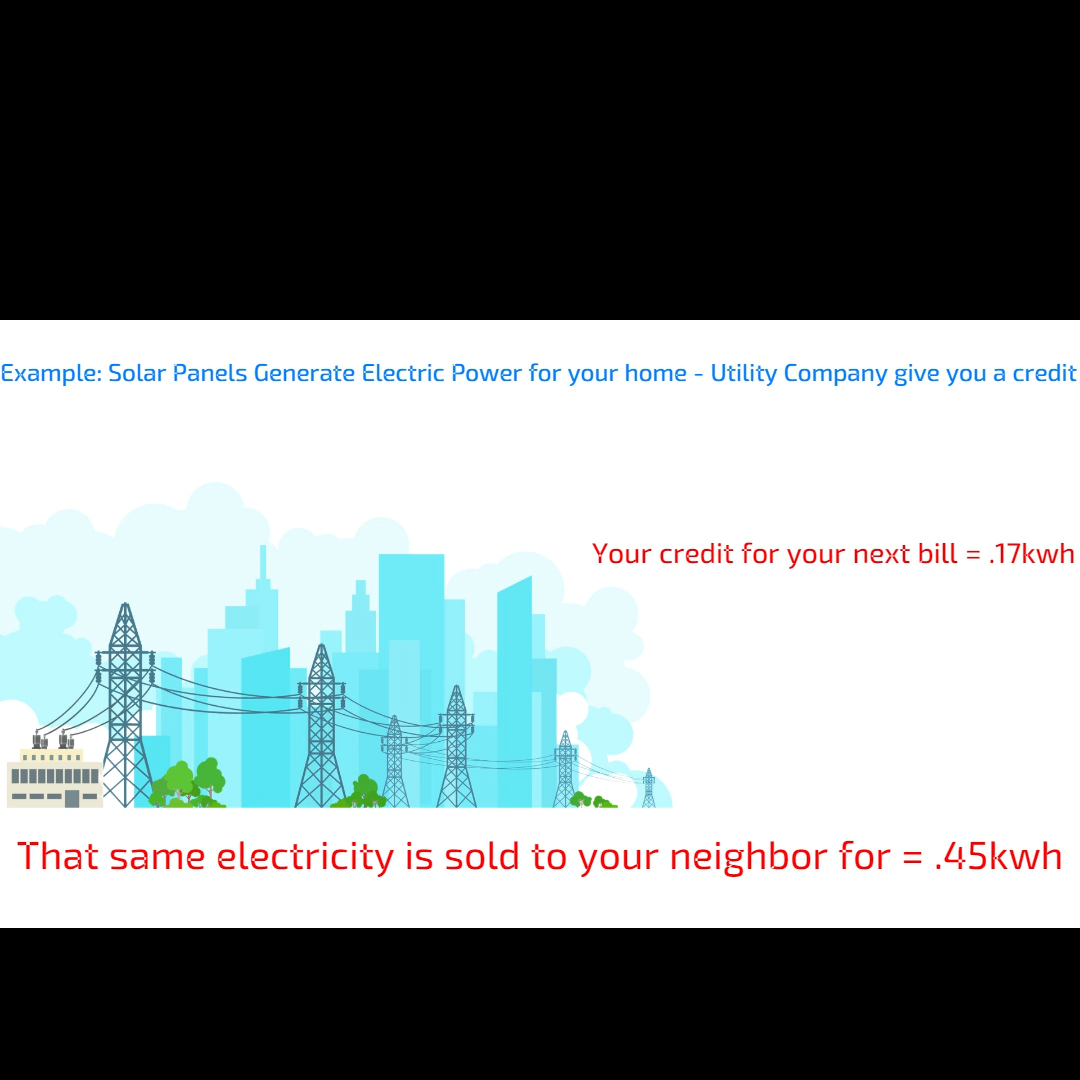 Example: Solar Panels Generate Electric Power for your home - Utility Company give you a credit
Your credit for your next bill = .17kwh
That same electricity is sold to your neighbor for = .45kwh